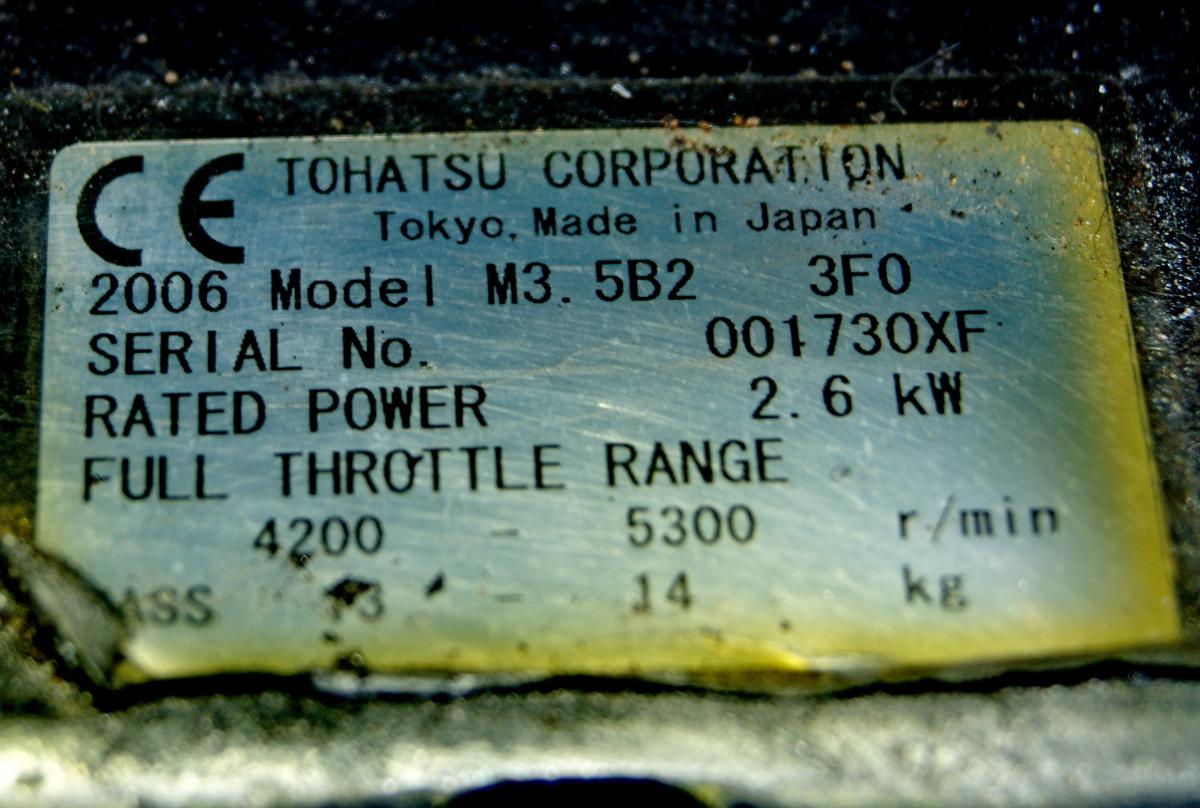 CE TOHATSU CORPORATION
Tokyo, Made in Japan
2006 Model M3.5B2 3F0
SERIAL No. 001730XF
RATED POWER 2.6 kW
FULL THROTTLE RANGE
4200 - 5300 r/min
- 14 kg